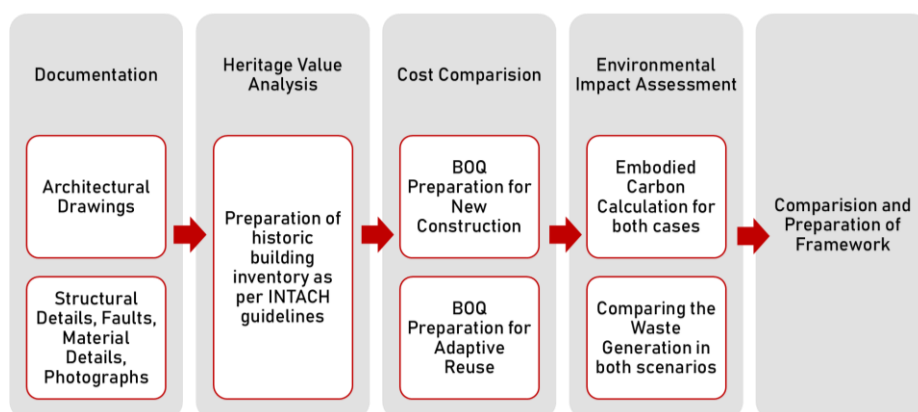 Documentation
Architectural
Drawings
Structural
Details, Faults,
Material
Details,
Photographs
Heritage Value
Analysis
Preparation of
historic
building
inventory as
per INTACH
guidelines
Cost Comparision
BOQ
Preparation for
New
Construction
BOQ
Preparation for
Adaptive
Reuse
Environmental
Impact Assessment
Embodied
Carbon
Calculation for
both cases
Comparing the
Waste
Generation in
both scenarios
Comparision and
Preparation of
Framework